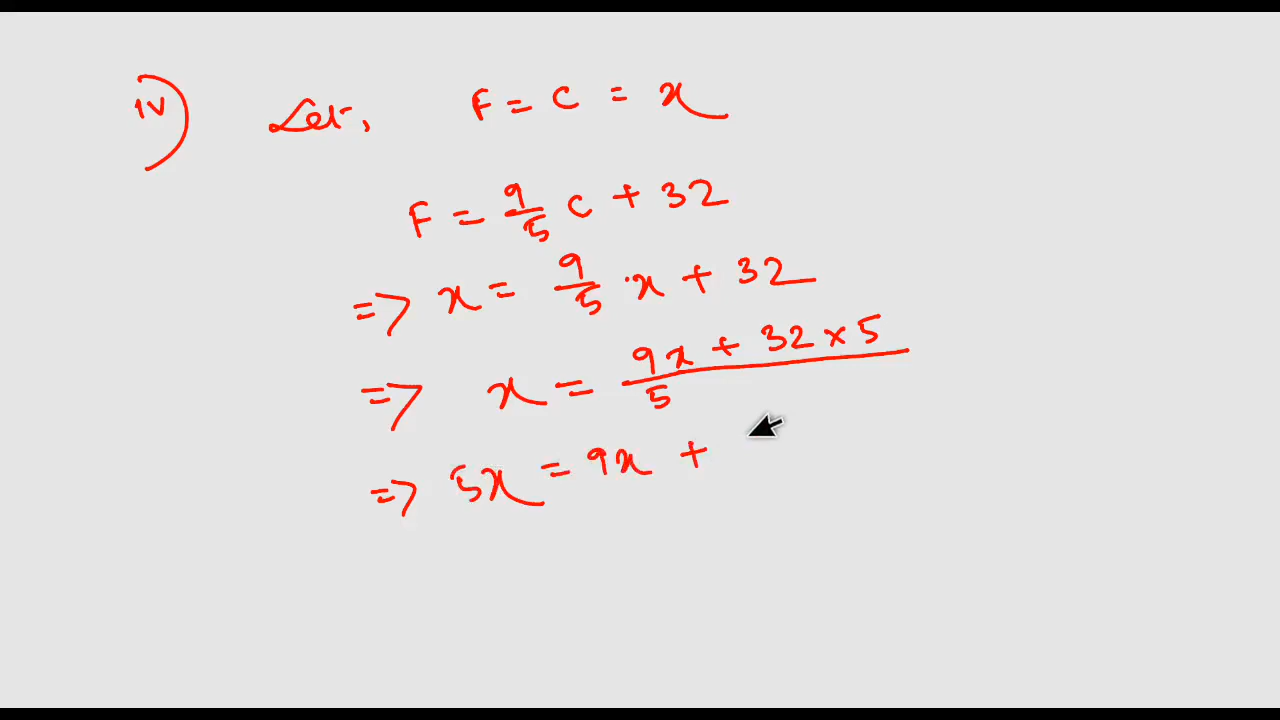 iv) Let, F = C = x
F = 9/5 C + 32
=> x = 9/5 . x + 32
=> x = 9x + 32 × 5 / 5
=> 5x = 9x +